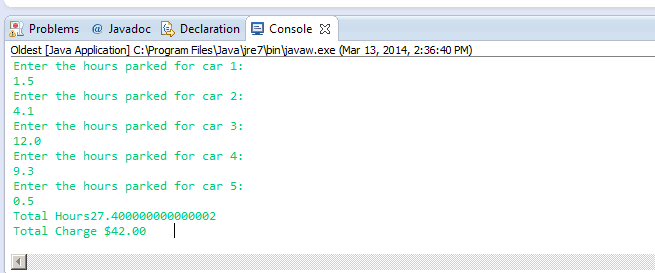 Problems @ Javadoc Declaration Console
Oldest [Java Application] C:\Program Files\Java\jre7\bin\javaw.exe (Mar 13, 2014, 2:36:40 PM)
Enter the hours parked for car 1:
1.5
Enter the hours parked for car 2:
4.1
Enter the hours parked for car 3:
12.0
Enter the hours parked for car 4:
9.3
Enter the hours parked for car 5:
0.5
Total Hours27.400000000000002
Total Charge $42.00